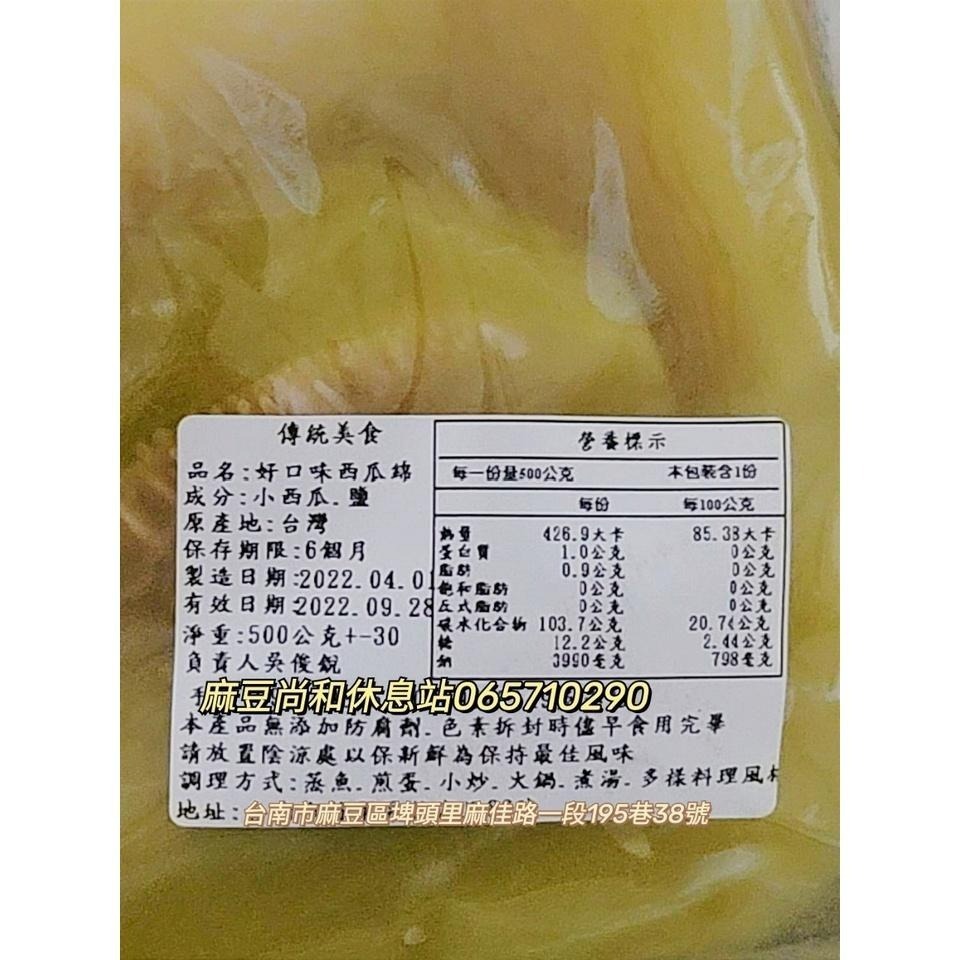 傳統美食
品名:好口味西瓜綿
成分:小西瓜.鹽
原產地:台灣
保存期限:6個月
製造日期:2022.04.01
有效日期:2022.09.28
淨重:500公克+-30
負責人吳俊銳
營養標示
每一份量500公克 本包裝含1份
每份 每100公克
熱量 426.9大卡 85.38大卡
蛋白質 1.0公克 0公克
脂肪 0.9公克 0公克
飽和脂肪 0公克 0公克
反式脂肪 0公克 0公克
碳水化合物 103.7公克 20.74公克
糖 12.2公克 2.44公克
鈉 3990毫克 798毫克
麻豆尚和休息站065710290
本產品無添加防腐劑.色素拆封時儘早食用完畢
請放置陰涼處以保新鮮為保持最佳風味
調理方式:蒸魚.煎蛋.小炒.火鍋.煮湯.多樣料理風
地址:
台南市麻豆區埤頭里麻佳路一段195巷38號